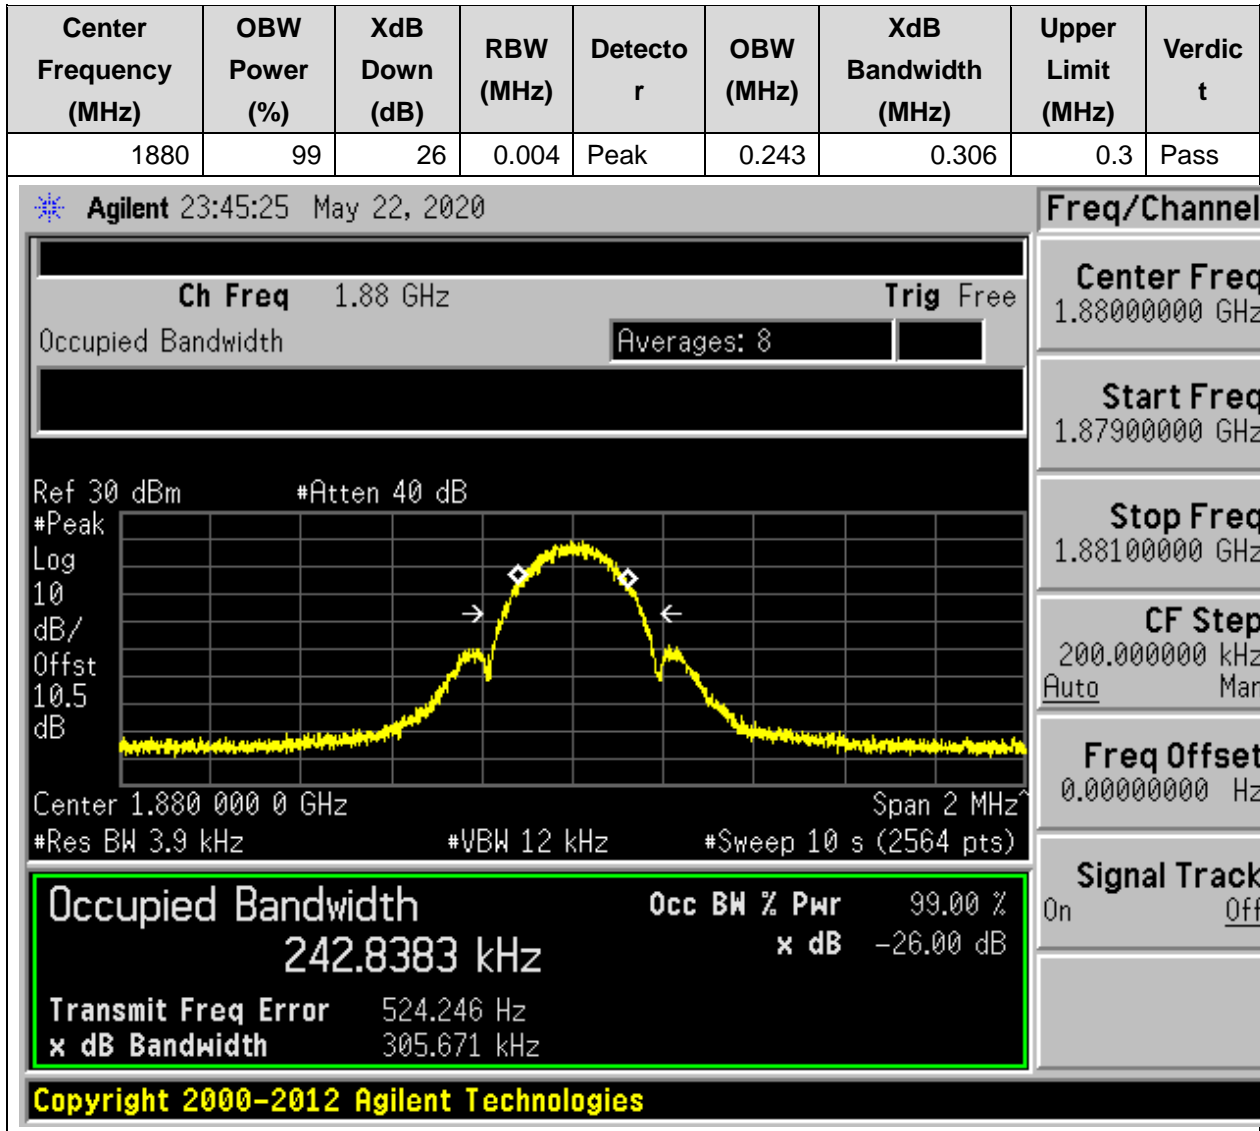 Center Frequency (MHz) OBW Power (%) XdB Down (dB) RBW (MHz) Detector OBW (MHz) XdB Bandwidth (MHz) Upper Limit (MHz) Verdict
1880 99 26 0.004 Peak 0.243 0.306 0.3 Pass
Agilent 23:45:25 May 22, 2020 Freq/Channel
Ch Freq 1.88 GHz Trig Free
Occupied Bandwidth Averages: 8
Center Freq
1.88000000 GHz
Start Freq
1.87900000 GHz
Stop Freq
1.88100000 GHz
CF Step
200.000000 kHz
Auto Man
Freq Offset
0.00000000 Hz
Signal Track
On Off
Ref 30 dBm #Atten 40 dB
#Peak
Log
10
dB/
Offst
10.5
dB
Center 1.880 000 0 GHz Span 2 MHz^
#Res BW 3.9 kHz #VBW 12 kHz #Sweep 10 s (2564 pts)
Occupied Bandwidth Occ BW % Pwr 99.00 %
242.8383 kHz x dB -26.00 dB
Transmit Freq Error 524.246 Hz
x dB Bandwidth 305.671 kHz
Copyright 2000-2012 Agilent Technologies